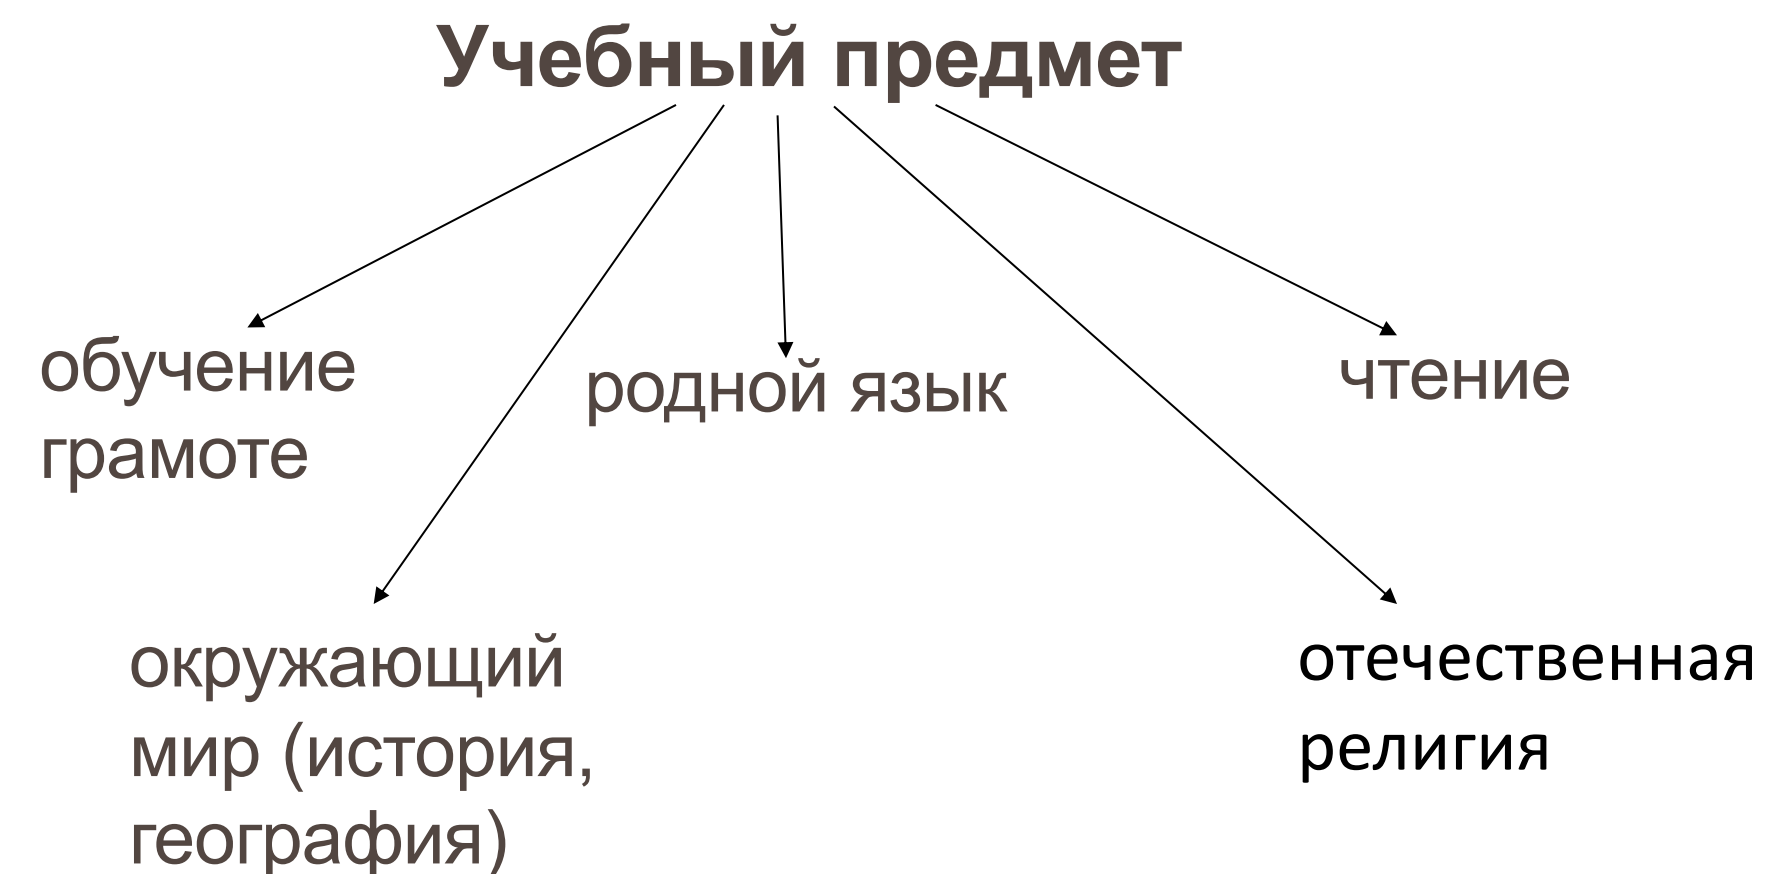 Учебный предмет
обучение
грамоте
родной язык
чтение
окружающий
мир (история,
география)
отечественная
религия